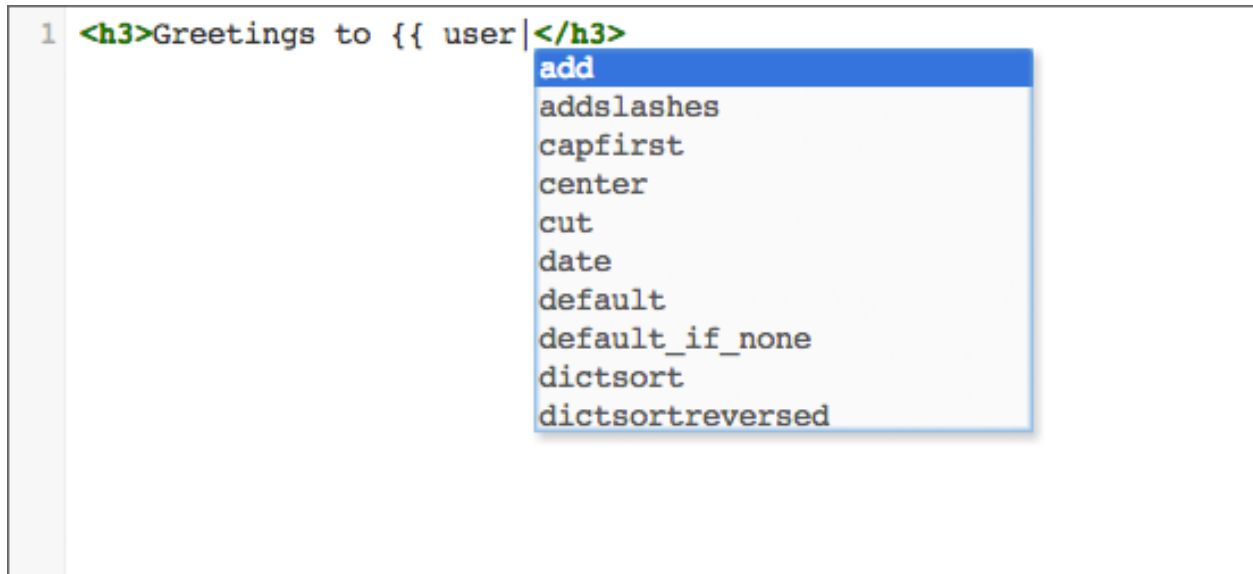 1 <h3>Greetings to {{ user|</h3>
add
addslashes
capfirst
center
cut
date
default
default_if_none
dictsort
dictsortreversed